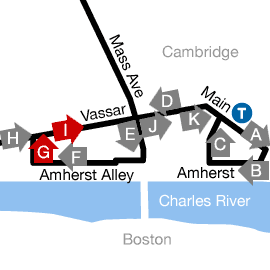 Mass Ave
Cambridge
D
Vassar
Main
T
H
I
E
J
K
C
A
G
F
B
Amherst Alley
Amherst
Charles River
Boston